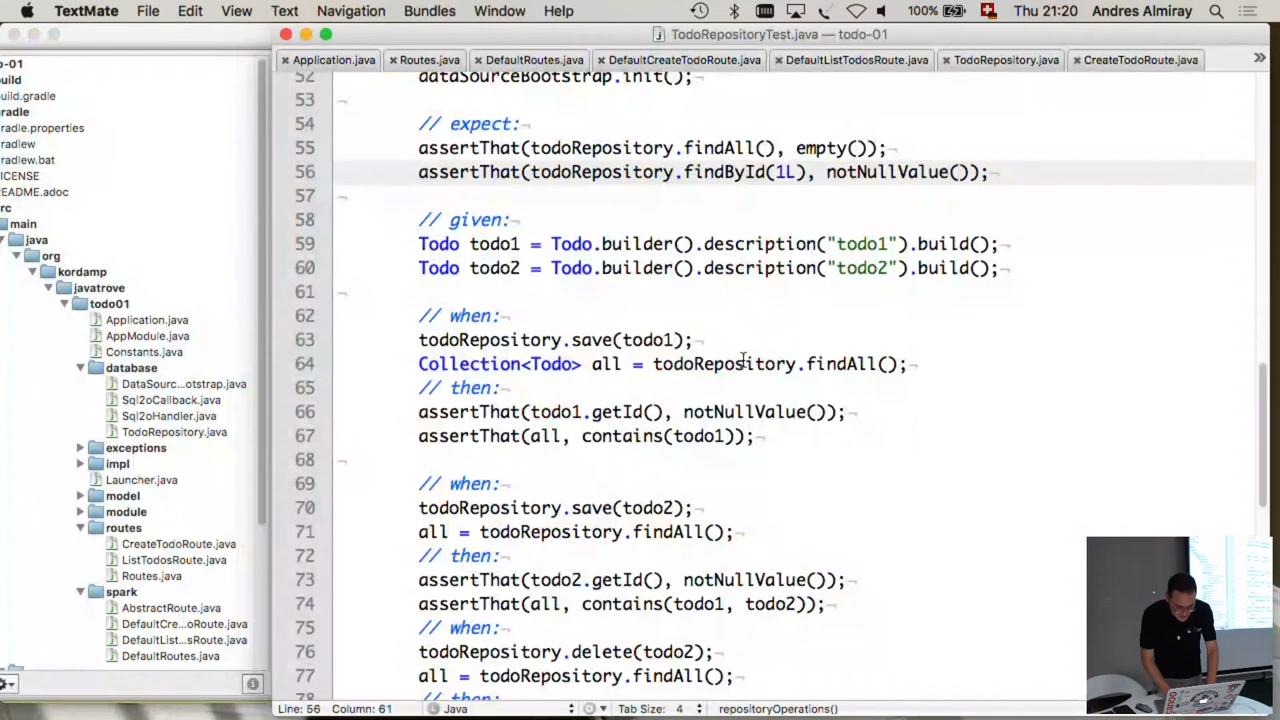 TextMate File Edit View Text Navigation Bundles Window Help 100% Thu 21:20 Andres Almiray
TodoRepositoryTest.java — todo-01
Application.java Routes.java DefaultRoutes.java DefaultCreateTodoRoute.java DefaultListTodosRoute.java TodoRepository.java CreateTodoRoute.java »
o-01
uild
uild.gradle
radle
radle.properties
radlew
radlew.bat
ICENSE
EADME.adoc
rc
main
java
org
kordamp
javatrove
todo01
Application.java
AppModule.java
Constants.java
database
DataSourc...otstrap.java
Sql2oCallback.java
Sql2oHandler.java
TodoRepository.java
exceptions
impl
Launcher.java
model
module
routes
CreateTodoRoute.java
ListTodosRoute.java
Routes.java
spark
AbstractRoute.java
DefaultCre...oRoute.java
DefaultList...sRoute.java
DefaultRoutes.java
52 dataSourceBootstrap.init();
53 ¬
54 // expect:¬
55 assertThat(todoRepository.findAll(), empty());¬
56 assertThat(todoRepository.findById(1L), notNullValue());¬
57 ¬
58 // given:¬
59 Todo todo1 = Todo.builder().description("todo1").build();¬
60 Todo todo2 = Todo.builder().description("todo2").build();¬
61 ¬
62 // when:¬
63 todoRepository.save(todo1);¬
64 Collection<Todo> all = todoRepository.findAll();¬
65 // then:¬
66 assertThat(todo1.getId(), notNullValue());¬
67 assertThat(all, contains(todo1));¬
68 ¬
69 // when:¬
70 todoRepository.save(todo2);¬
71 all = todoRepository.findAll();¬
72 // then:¬
73 assertThat(todo2.getId(), notNullValue());¬
74 assertThat(all, contains(todo1, todo2));¬
75 // when:¬
76 todoRepository.delete(todo2);¬
77 all = todoRepository.findAll();¬
78 // then:¬
Line: 56 Column: 61 Java Tab Size: 4 repositoryOperations()